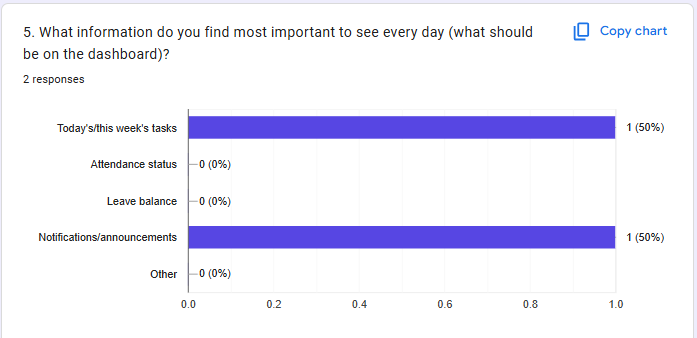 5. What information do you find most important to see every day (what should
be on the dashboard)?
Copy chart
2 responses
Today's/this week's tasks 1 (50%)
Attendance status 0 (0%)
Leave balance 0 (0%)
Notifications/announcements 1 (50%)
Other 0 (0%)
0.0 0.2 0.4 0.6 0.8 1.0